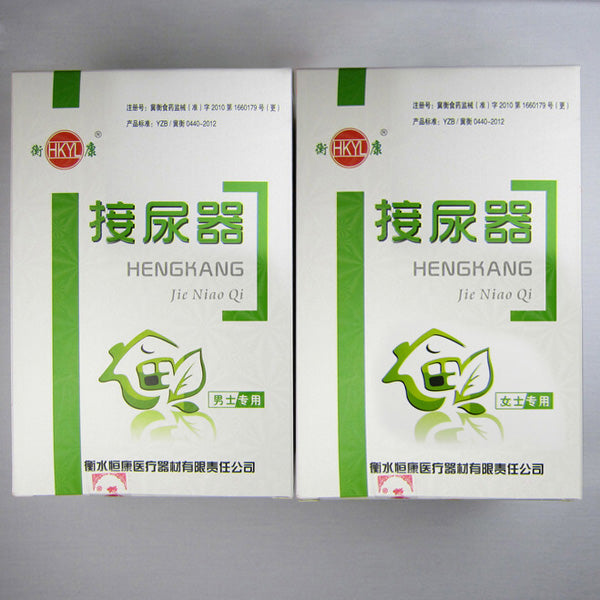 注册号：冀衡食药监械（准）字 2010 第 1660179 号（更）
产品标准：YZB / 冀衡 0440-2012
衡 HKYL 康 ®
接尿器
HENGKANG
Jie Niao Qi
男士专用
衡水恒康医疗器材有限责任公司
注册号：冀衡食药监械（准）字 2010 第 1660179 号（更）
产品标准：YZB / 冀衡 0440-2012
衡 HKYL 康 ®
接尿器
HENGKANG
Jie Niao Qi
女士专用
衡水恒康医疗器材有限责任公司